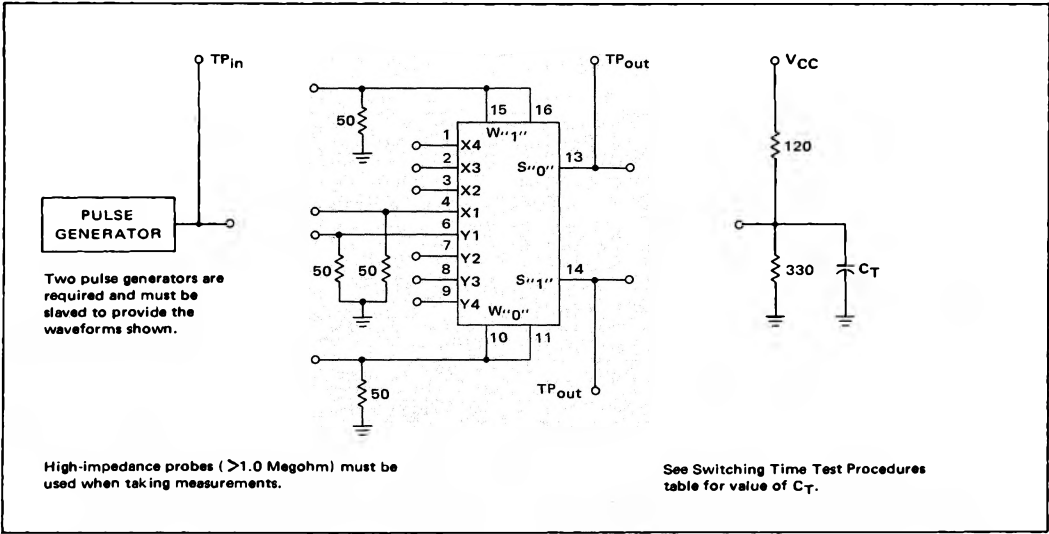 TPin
PULSE
GENERATOR
Two pulse generators are
required and must be
slaved to provide the
waveforms shown.
TPout
50
15
16
W"1"
1
X4
2
X3
3
X2
4
X1
6
Y1
7
Y2
8
Y3
9
Y4
13
S"0"
14
S"1"
W"0"
10
11
50
50
50
TPout
VCC
120
330
CT
High-impedance probes (>1.0 Megohm) must be
used when taking measurements.
See Switching Time Test Procedures
table for value of CT.